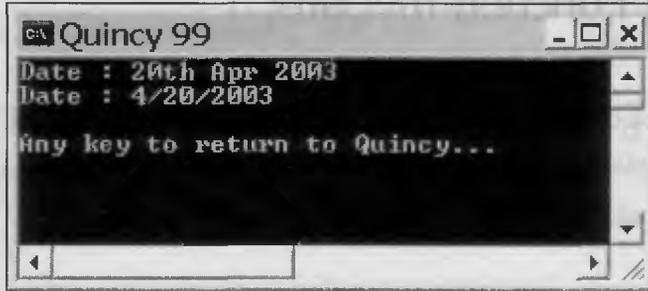 Quincy 99
Date : 20th Apr 2003
Date : 4/20/2003
Any key to return to Quincy...